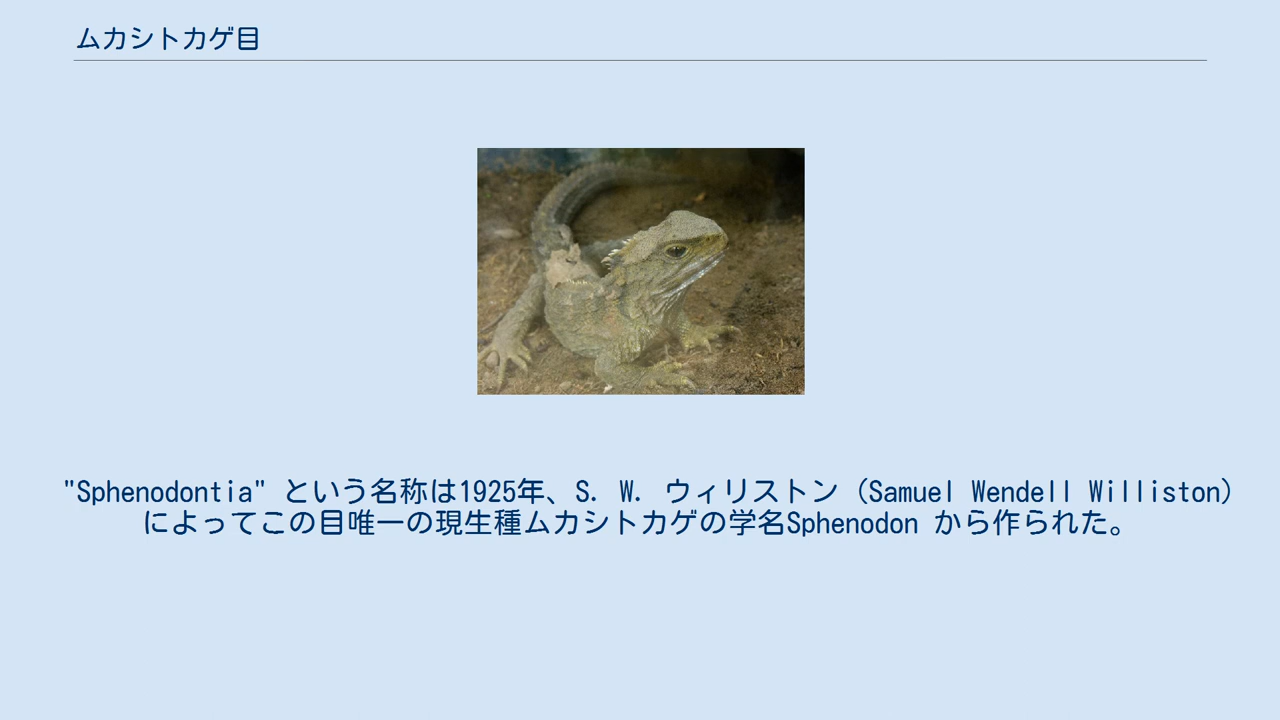 ムカシトカゲ目
"Sphenodontia" という名称は1925年、S. W. ウィリストン（Samuel Wendell Williston）
によってこの目唯一の現生種ムカシトカゲの学名Sphenodon から作られた。